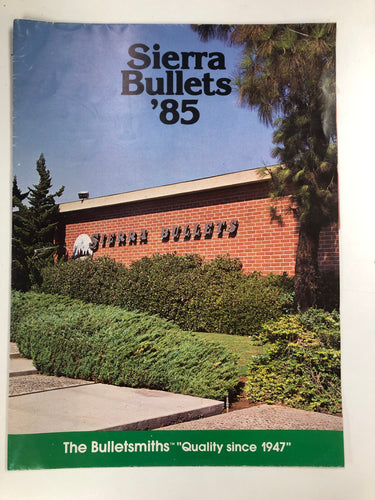 Sierra
Bullets
'85
SIERRA BULLETS
The Bulletsmiths™ "Quality since 1947"